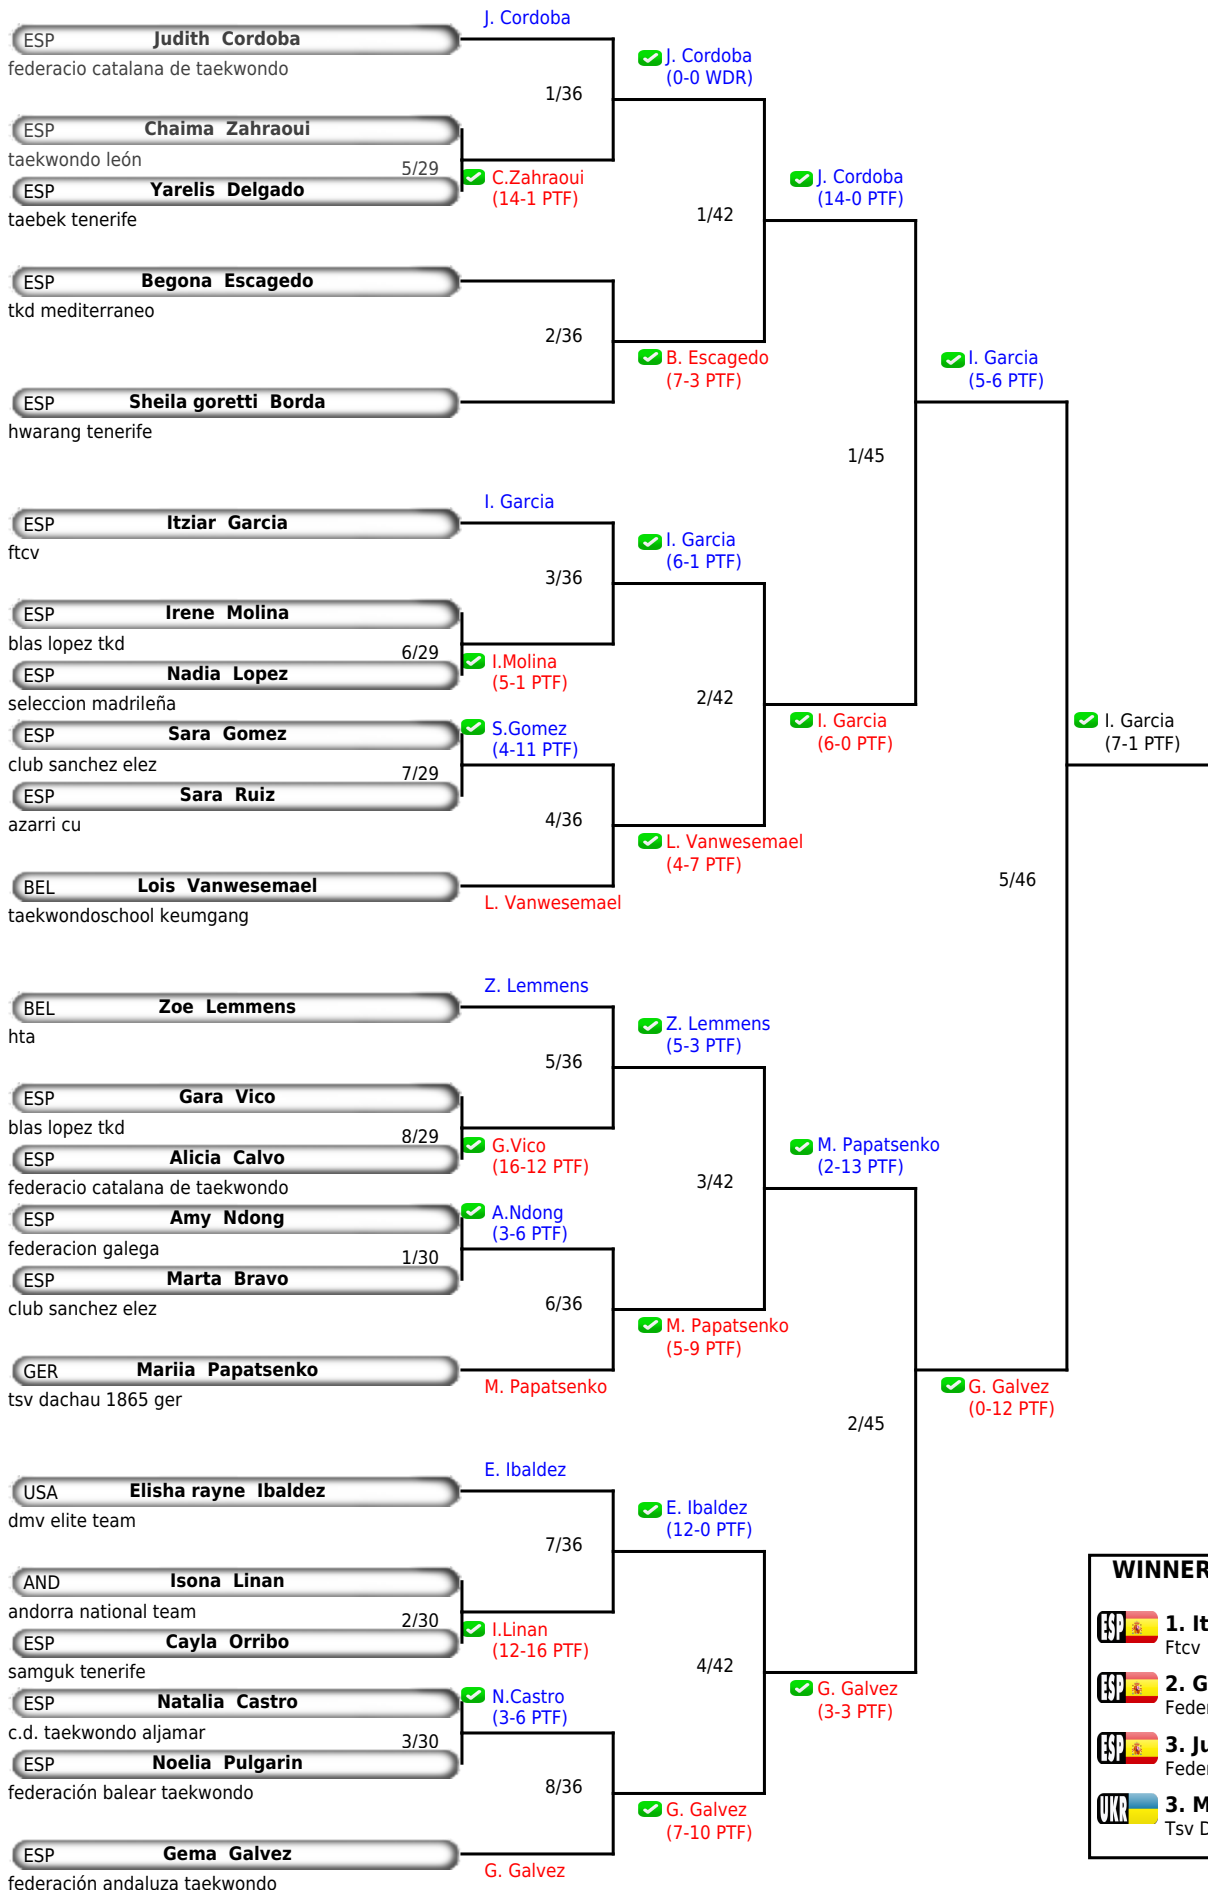 J. Cordoba
ESP Judith Cordoba
federacio catalana de taekwondo
J. Cordoba
(0-0 WDR)
1/36
ESP Chaima Zahraoui
taekwondo león
5/29
C.Zahraoui
(14-1 PTF)
ESP Yarelis Delgado
taebek tenerife
J. Cordoba
(14-0 PTF)
1/42
ESP Begona Escagedo
tkd mediterraneo
2/36
B. Escagedo
(7-3 PTF)
I. Garcia
(5-6 PTF)
ESP Sheila goretti Borda
hwarang tenerife
1/45
I. Garcia
ESP Itziar Garcia
ftcv
I. Garcia
(6-1 PTF)
3/36
ESP Irene Molina
blas lopez tkd
6/29
I.Molina
(5-1 PTF)
ESP Nadia Lopez
seleccion madrileña
2/42
I. Garcia
(6-0 PTF)
I. Garcia
(7-1 PTF)
ESP Sara Gomez
S.Gomez
(4-11 PTF)
club sanchez elez
7/29
ESP Sara Ruiz
azarri cu
4/36
L. Vanwesemael
(4-7 PTF)
5/46
BEL Lois Vanwesemael
L. Vanwesemael
taekwondoschool keumgang
Z. Lemmens
BEL Zoe Lemmens
hta
Z. Lemmens
(5-3 PTF)
5/36
ESP Gara Vico
blas lopez tkd
8/29
G.Vico
(16-12 PTF)
ESP Alicia Calvo
federacio catalana de taekwondo
M. Papatsenko
(2-13 PTF)
3/42
ESP Amy Ndong
A.Ndong
(3-6 PTF)
federacion galega
1/30
ESP Marta Bravo
club sanchez elez
6/36
M. Papatsenko
(5-9 PTF)
GER Mariia Papatsenko
M. Papatsenko
tsv dachau 1865 ger
G. Galvez
(0-12 PTF)
2/45
E. Ibaldez
USA Elisha rayne Ibaldez
dmv elite team
E. Ibaldez
(12-0 PTF)
7/36
AND Isona Linan
andorra national team
2/30
I.Linan
(12-16 PTF)
ESP Cayla Orribo
samguk tenerife
4/42
G. Galvez
(3-3 PTF)
ESP Natalia Castro
N.Castro
(3-6 PTF)
c.d. taekwondo aljamar
3/30
ESP Noelia Pulgarin
federación balear taekwondo
8/36
G. Galvez
(7-10 PTF)
ESP Gema Galvez
G. Galvez
federación andaluza taekwondo
WINNER
ESP 1. It
Ftcv
ESP 2. G
Feder
ESP 3. Ju
Feder
UKR 3. M
Tsv D